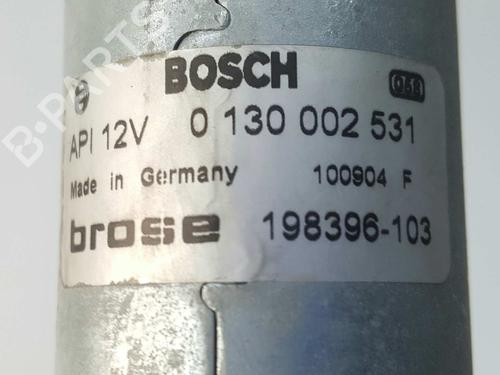 BOSCH 058
API 12V 0 130 002 531
Made in Germany 100904 F
brose 198396-103
B-PARTS